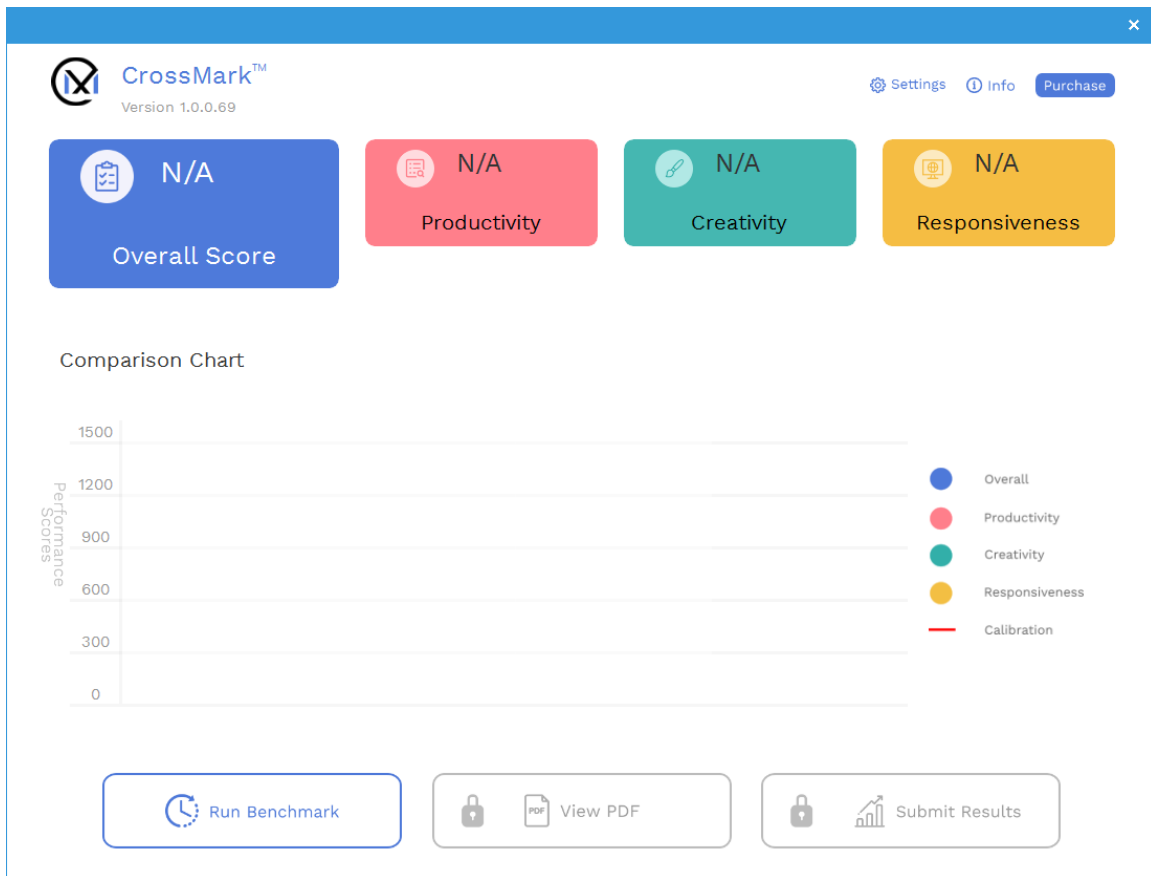 ×
CrossMark™
Version 1.0.0.69
Settings
Info
Purchase
N/A
Overall Score
N/A
Productivity
N/A
Creativity
N/A
Responsiveness
Comparison Chart
Performance
Scores
1500
1200
900
600
300
0
Overall
Productivity
Creativity
Responsiveness
Calibration
Run Benchmark
PDF
View PDF
Submit Results